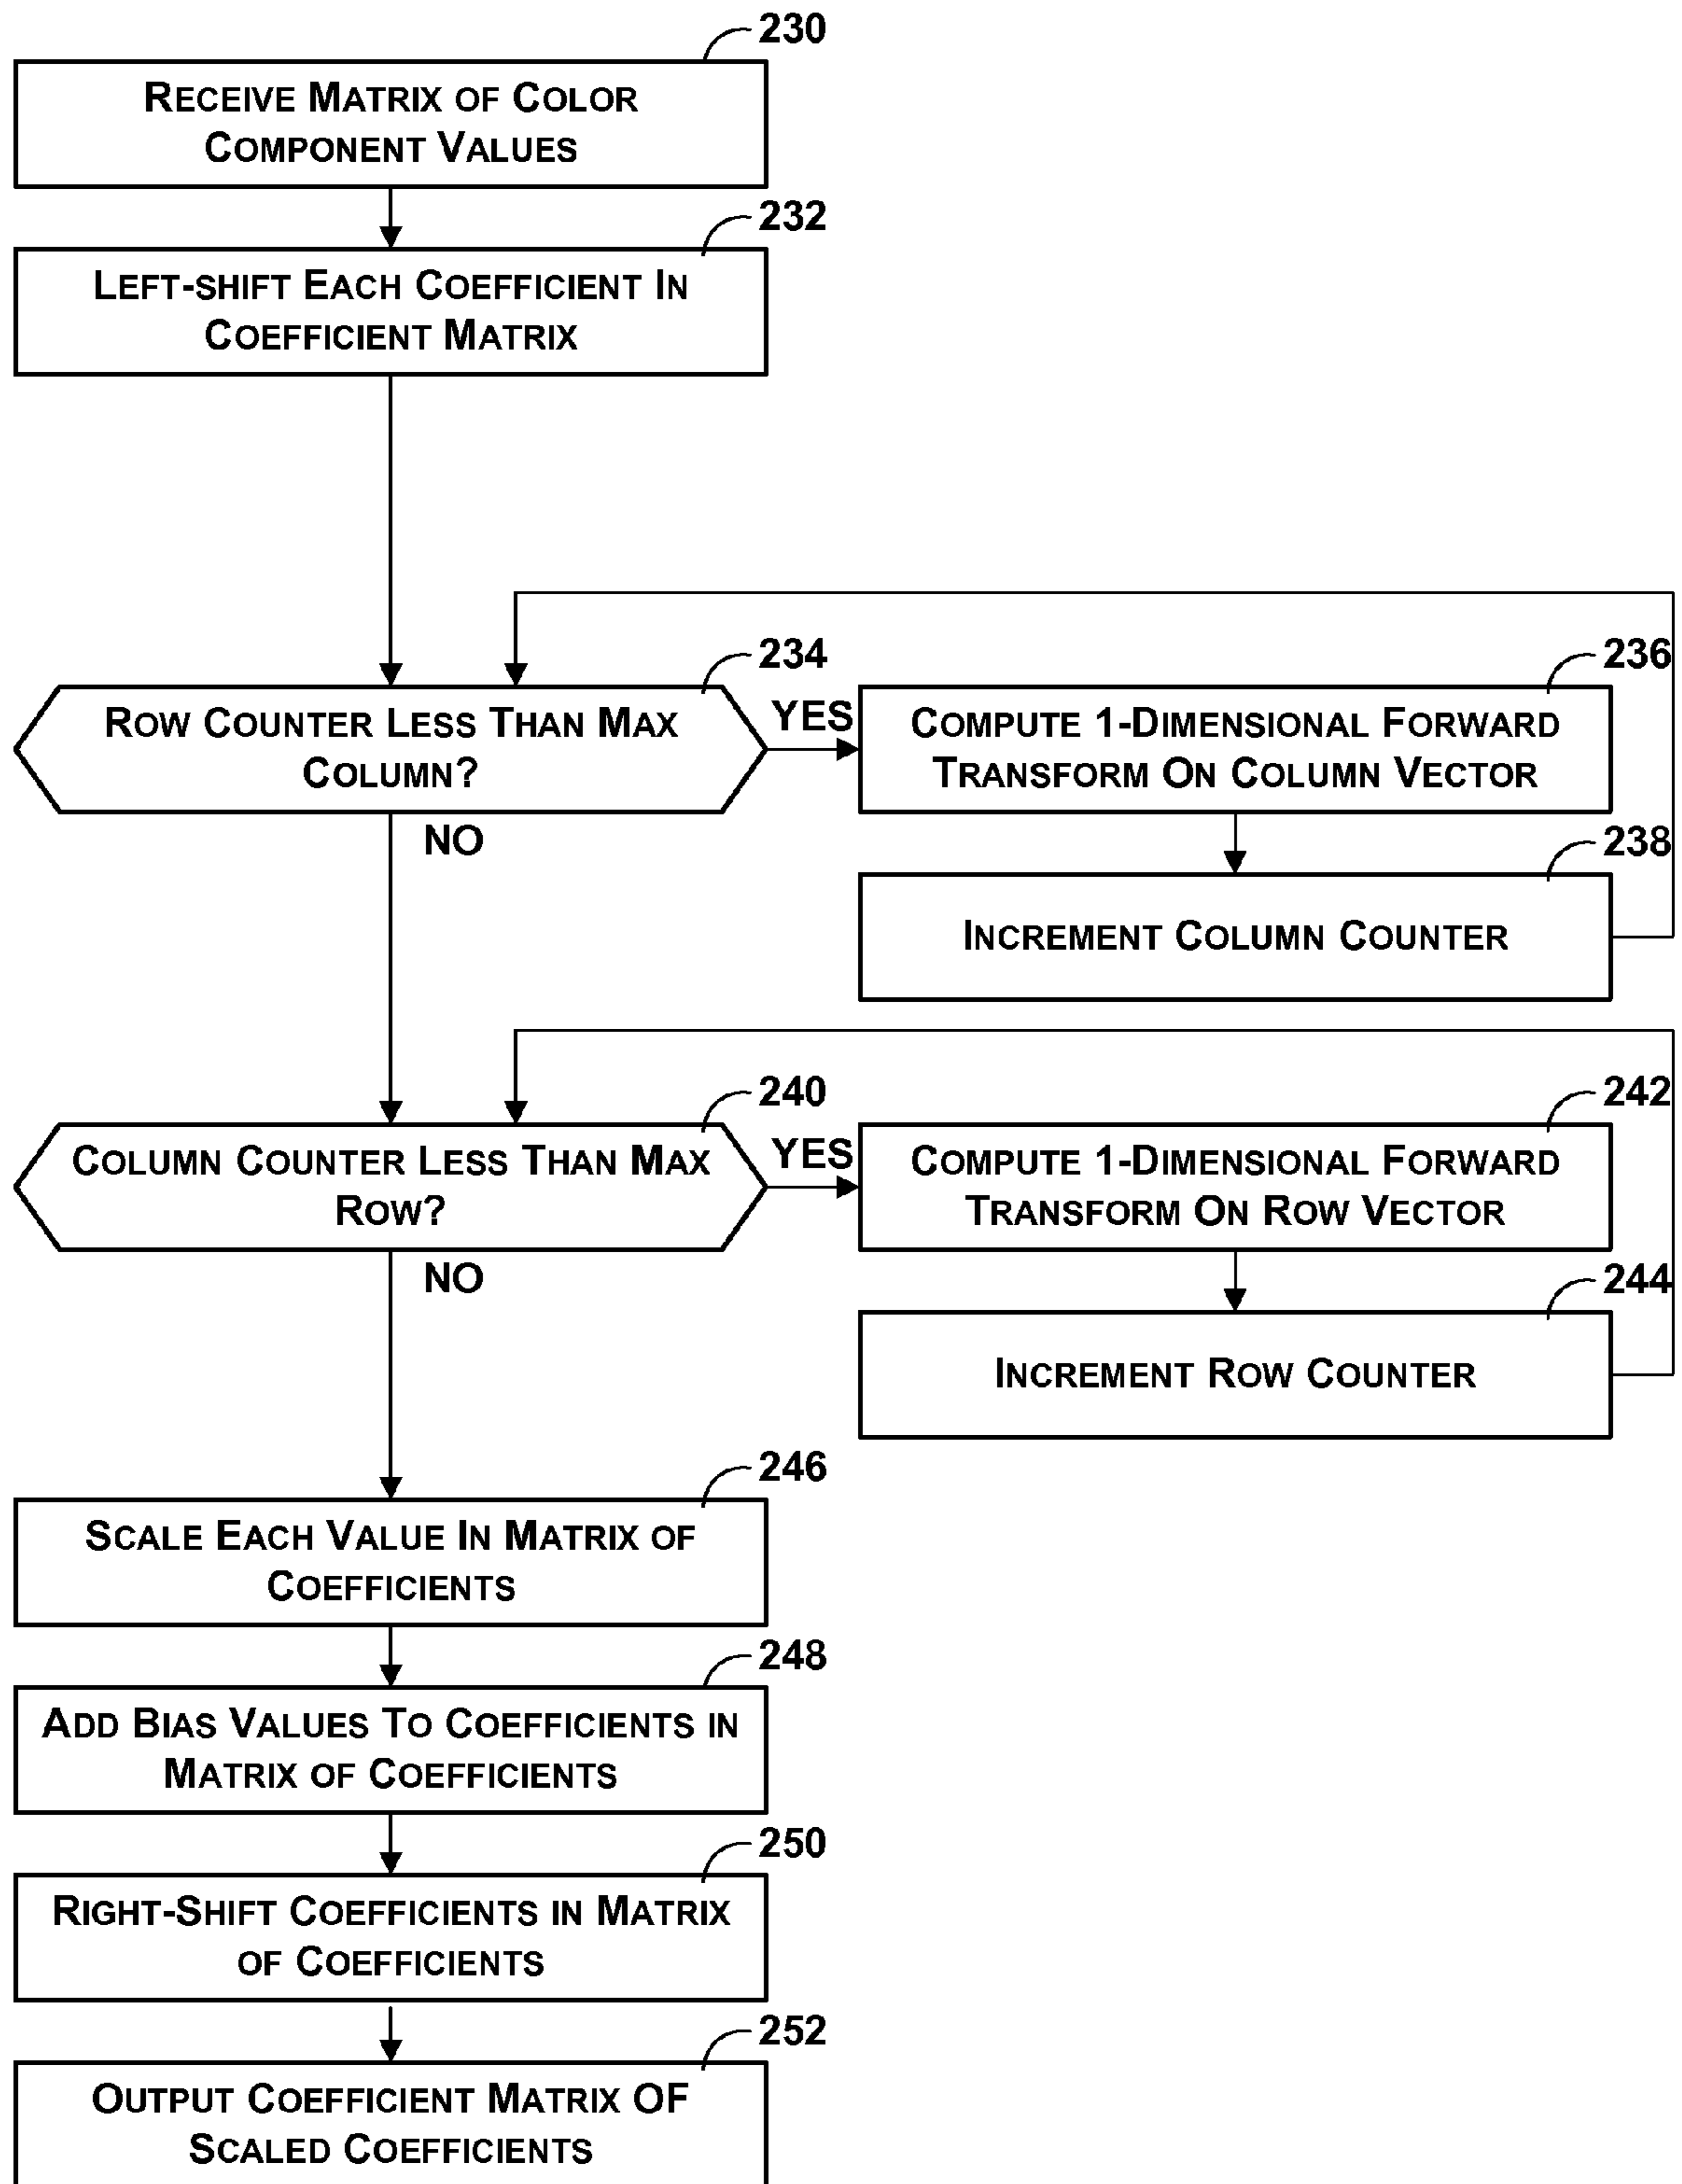 230
RECEIVE MATRIX OF COLOR
COMPONENT VALUES
232
LEFT-SHIFT EACH COEFFICIENT IN
COEFFICIENT MATRIX
234
ROW COUNTER LESS THAN MAX
COLUMN?
YES
NO
236
COMPUTE 1-DIMENSIONAL FORWARD
TRANSFORM ON COLUMN VECTOR
238
INCREMENT COLUMN COUNTER
240
COLUMN COUNTER LESS THAN MAX
ROW?
YES
NO
242
COMPUTE 1-DIMENSIONAL FORWARD
TRANSFORM ON ROW VECTOR
244
INCREMENT ROW COUNTER
246
SCALE EACH VALUE IN MATRIX OF
COEFFICIENTS
248
ADD BIAS VALUES TO COEFFICIENTS IN
MATRIX OF COEFFICIENTS
250
RIGHT-SHIFT COEFFICIENTS IN MATRIX
OF COEFFICIENTS
252
OUTPUT COEFFICIENT MATRIX OF
SCALED COEFFICIENTS